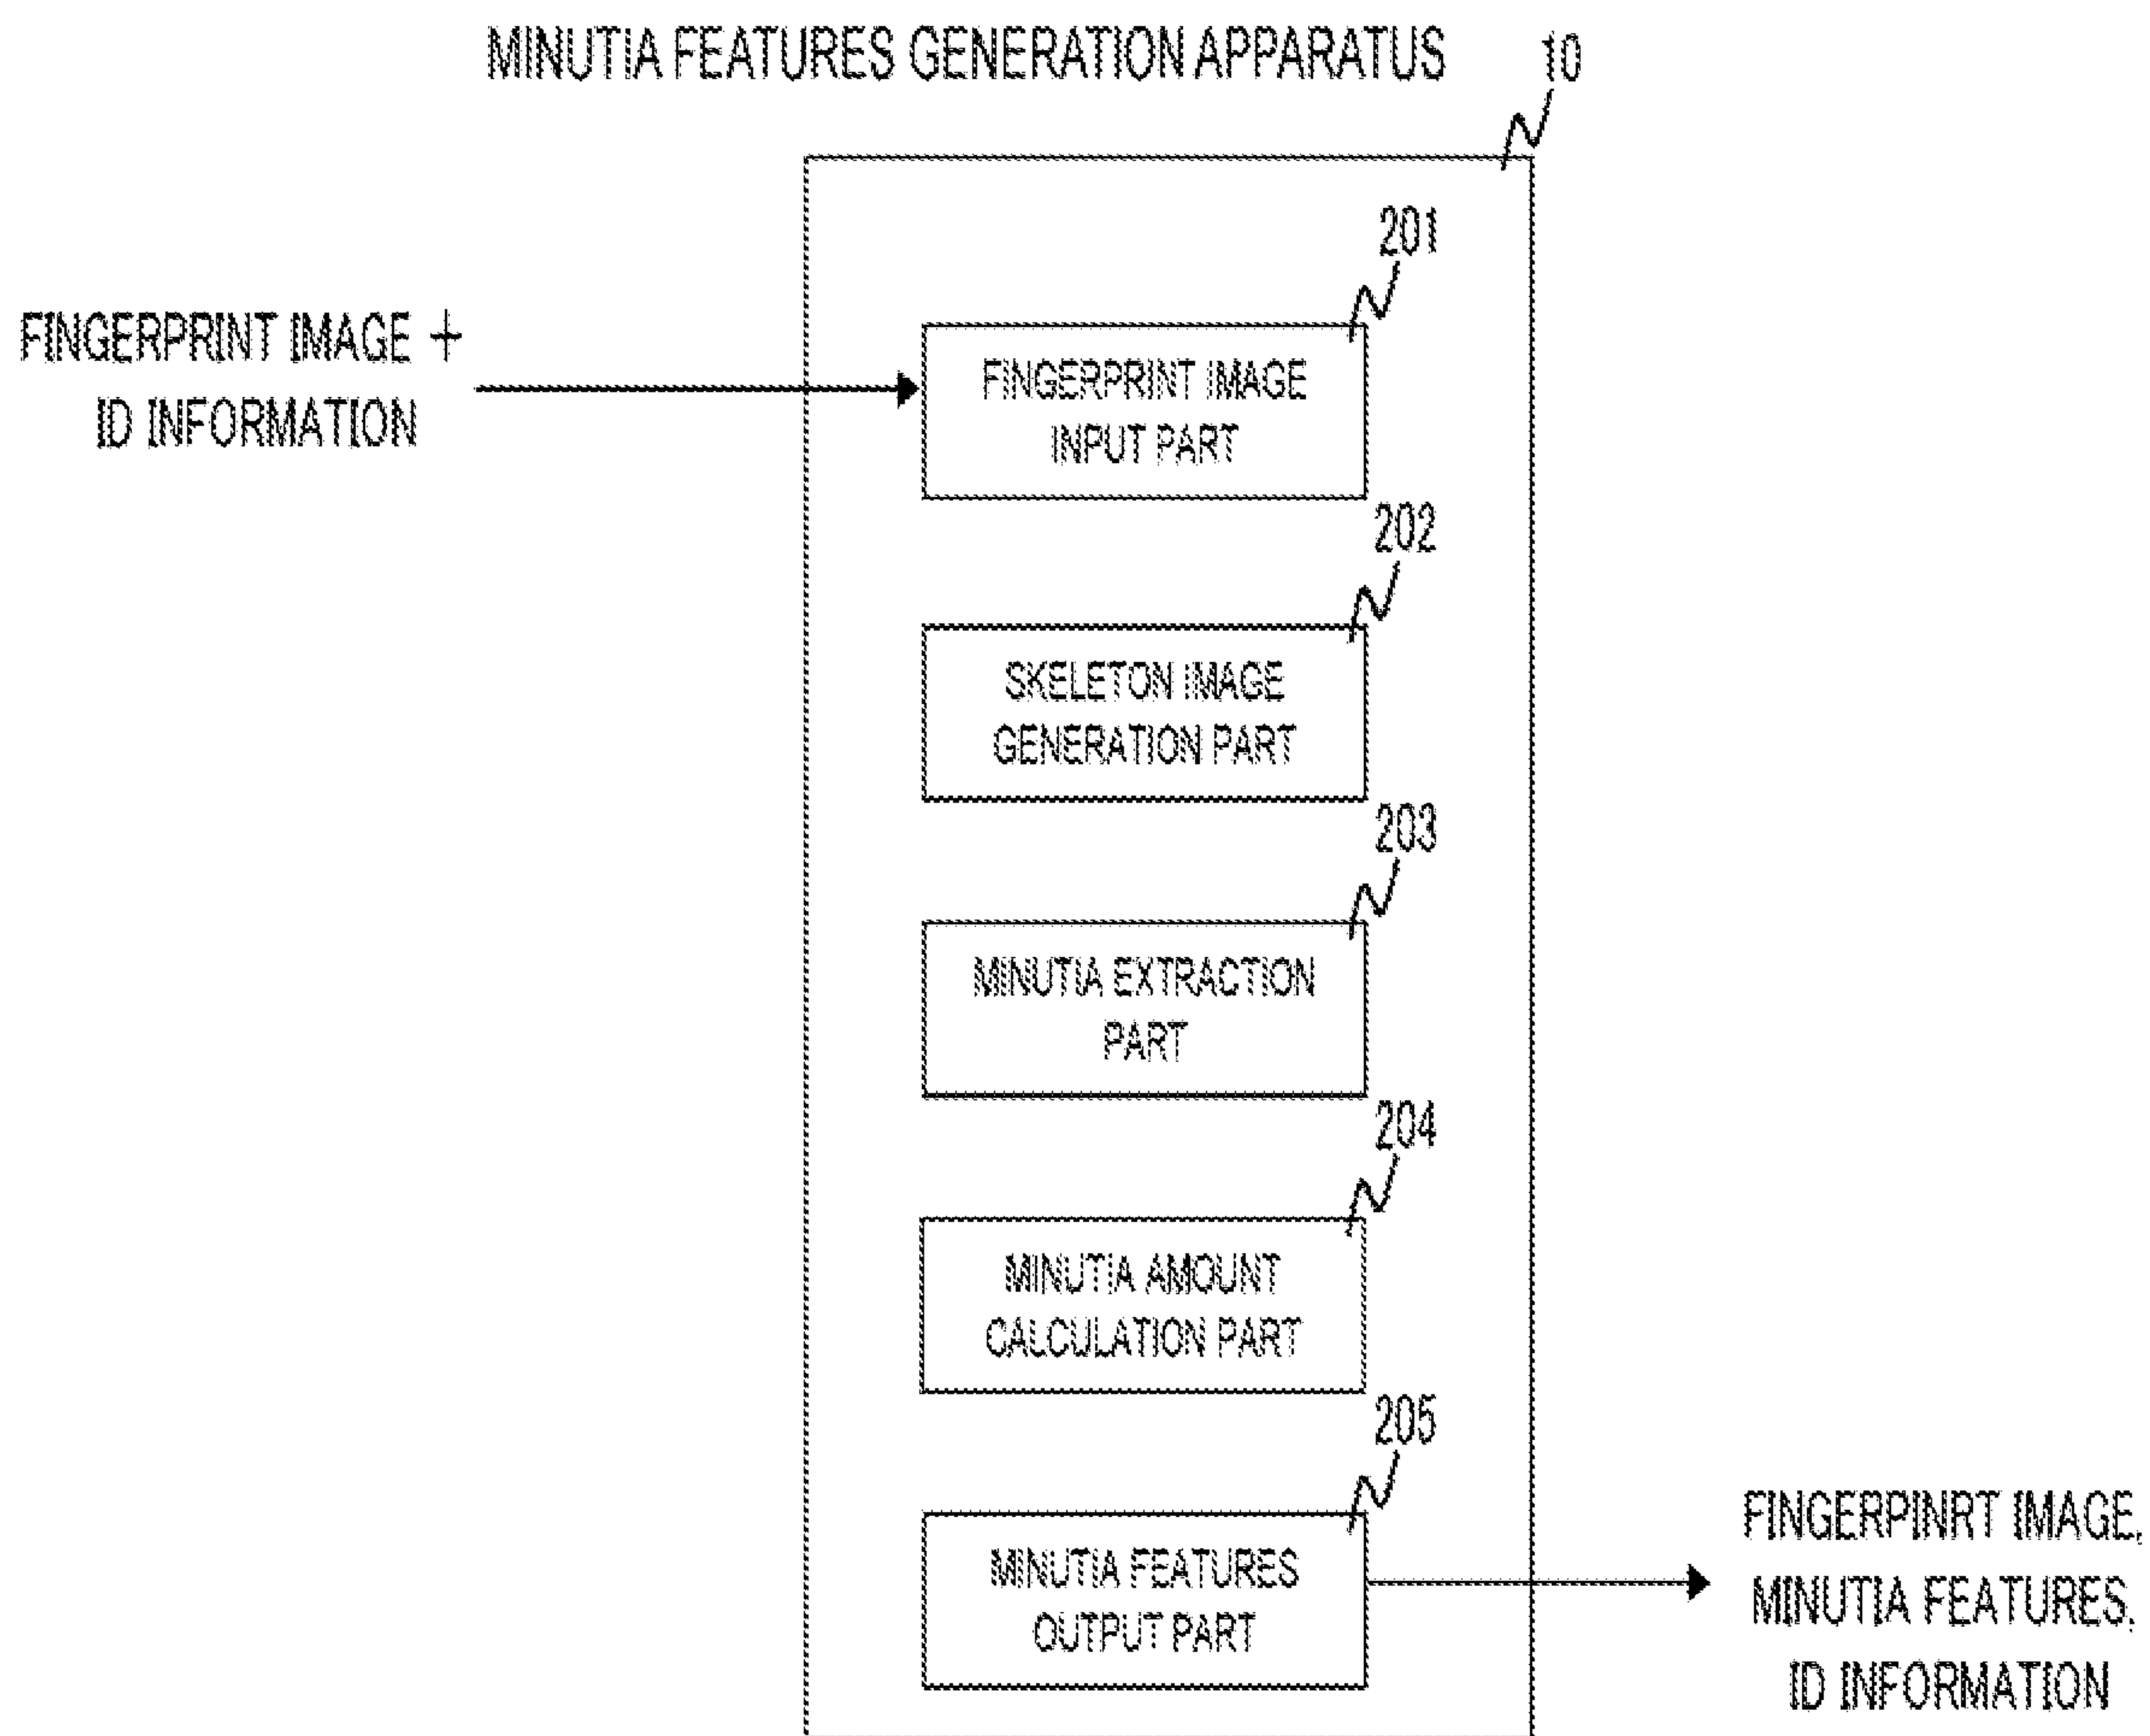 MINUTIA FEATURES GENERATION APPARATUS
10
201
FINGERPRINT IMAGE +
ID INFORMATION
FINGERPRINT IMAGE
INPUT PART
202
SKELETON IMAGE
GENERATION PART
203
MINUTIA EXTRACTION
PART
204
MINUTIA AMOUNT
CALCULATION PART
205
MINUTIA FEATURES
OUTPUT PART
FINGERPINRT IMAGE,
MINUTIA FEATURES,
ID INFORMATION